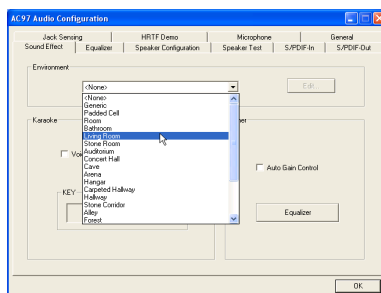 AC97 Audio Configuration
Jack Sensing HRTF Demo Microphone General
Sound Effect Equalizer Speaker Configuration Speaker Test S/PDIF-In S/PDIF-Out
Environment
<None> Edit
<None>
Generic
Padded Cell
Room
Bathroom
Living Room
Stone Room
Auditorium
Concert Hall
Cave
Arena
Hangar
Carpeted Hallway
Hallway
Stone Corridor
Alley
Forest
Karaoke
KEY
Auto Gain Control
Equalizer
OK